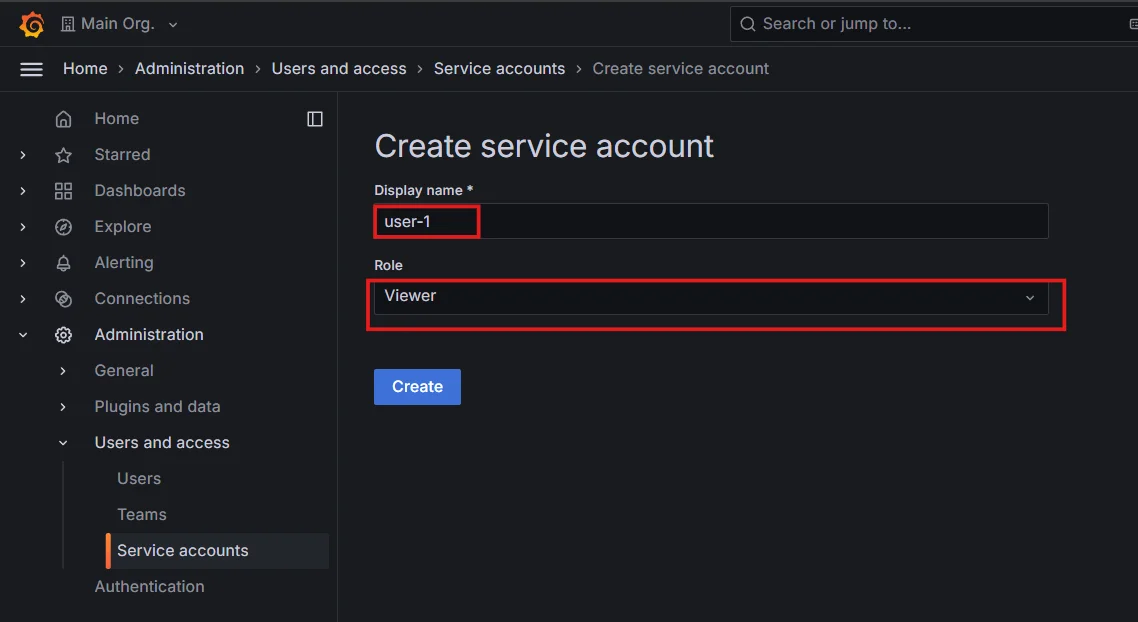 Main Org.
Search or jump to...
Home › Administration › Users and access › Service accounts › Create service account
Home
Starred
Dashboards
Explore
Alerting
Connections
Administration
General
Plugins and data
Users and access
Users
Teams
Service accounts
Authentication
Create service account
Display name *
user-1
Role
Viewer
Create